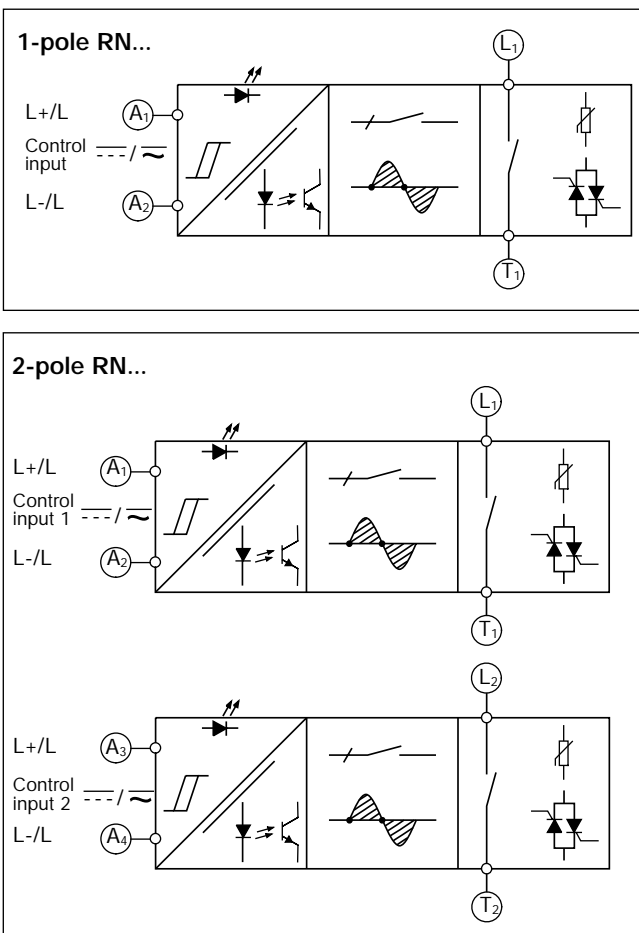 1-pole RN...
L1
L+/L
A1
Control
input
---/~
L-/L
A2
T1
2-pole RN...
L1
L+/L
A1
Control
input 1
---/~
L-/L
A2
T1
L2
L+/L
A3
Control
input 2
---/~
L-/L
A4
T2